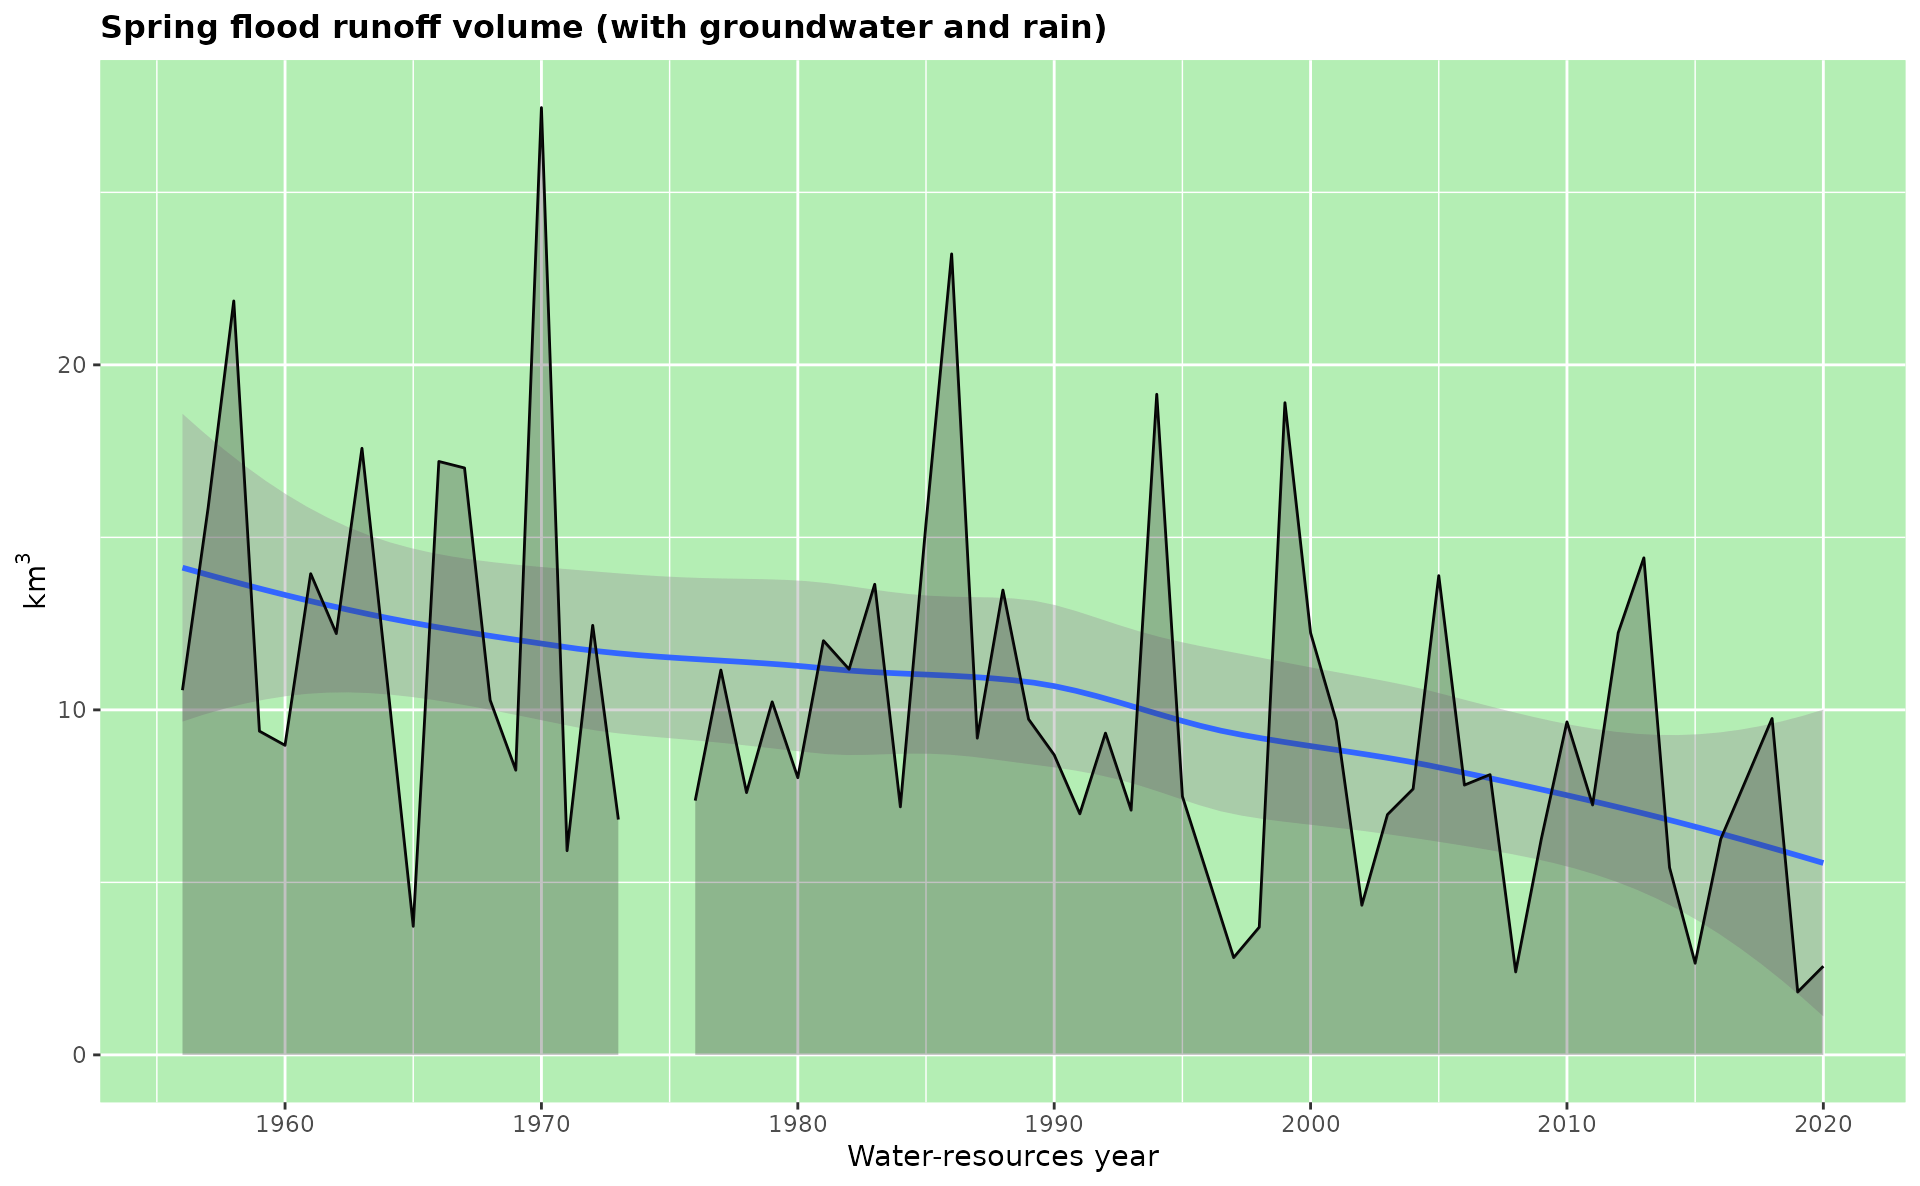 Spring flood runoff volume (with groundwater and rain)
km³
20
10
0
1960 1970 1980 1990 2000 2010 2020
Water-resources year